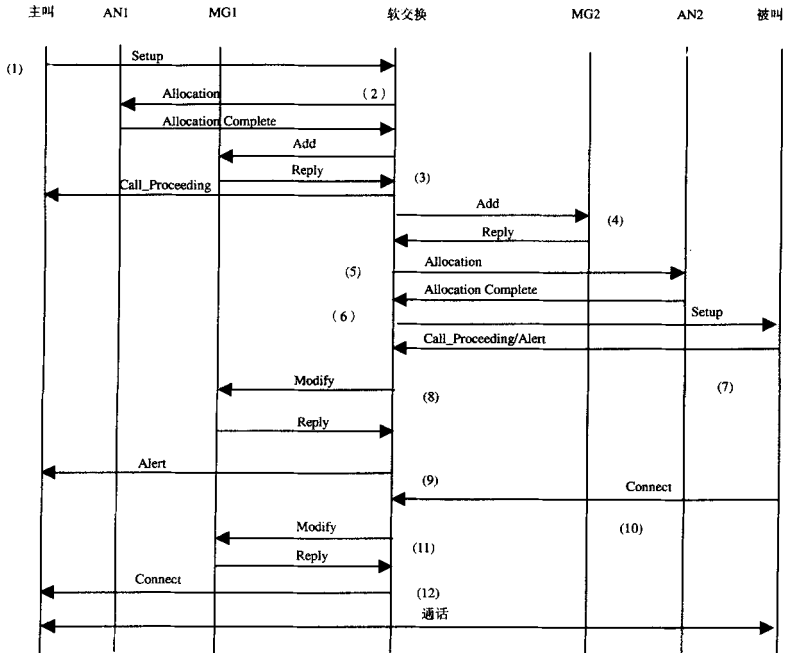 主叫 AN1 MG1 软交换 MG2 AN2 被叫
(1) Setup
Allocation (2)
Allocation Complete
Add
Reply (3)
Call_Proceeding
Add
(4)
Reply
(5) Allocation
Allocation Complete
(6) Setup
Call_Proceeding/Alert
Modify (7)
(8)
Reply
Alert
(9) Connect
Modify (10)
(11)
Reply
Connect
(12)
通话